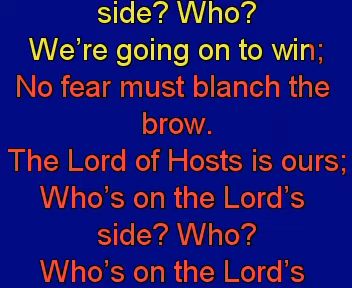 side? Who?
We're going on to win;
No fear must blanch the
brow.
The Lord of Hosts is ours;
Who's on the Lord's
side? Who?
Who's on the Lord's